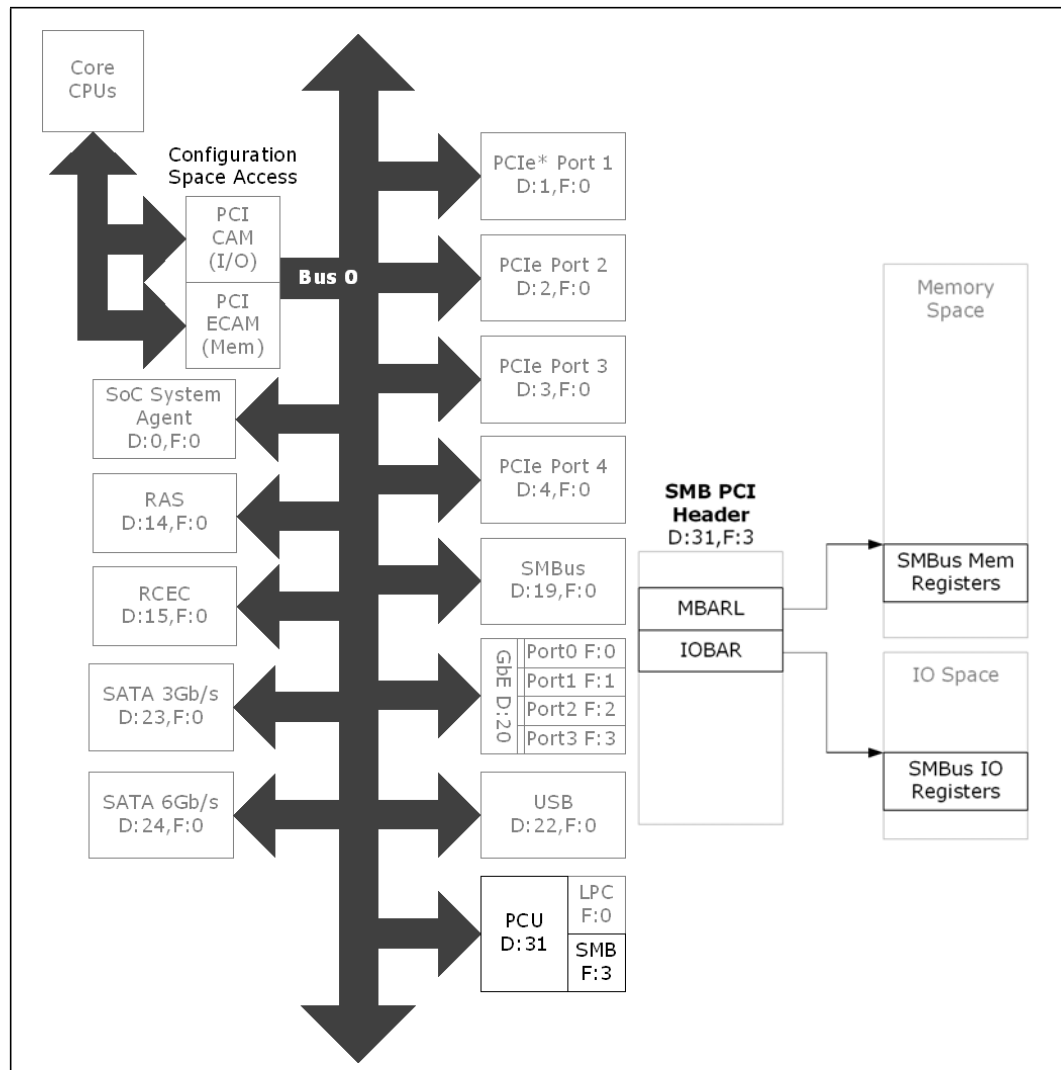 Core
CPUs
Configuration
Space Access
PCI
CAM
(I/O)
PCI
ECAM
(Mem)
Bus 0
SoC System
Agent
D:0,F:0
RAS
D:14,F:0
RCEC
D:15,F:0
SATA 3Gb/s
D:23,F:0
SATA 6Gb/s
D:24,F:0
PCIe* Port 1
D:1,F:0
PCIe Port 2
D:2,F:0
PCIe Port 3
D:3,F:0
PCIe Port 4
D:4,F:0
SMBus
D:19,F:0
GbE D:20
Port0 F:0
Port1 F:1
Port2 F:2
Port3 F:3
USB
D:22,F:0
PCU
D:31
LPC
F:0
SMB
F:3
SMB PCI
Header
D:31,F:3
MBARL
IOBAR
Memory
Space
SMBus Mem
Registers
IO Space
SMBus IO
Registers